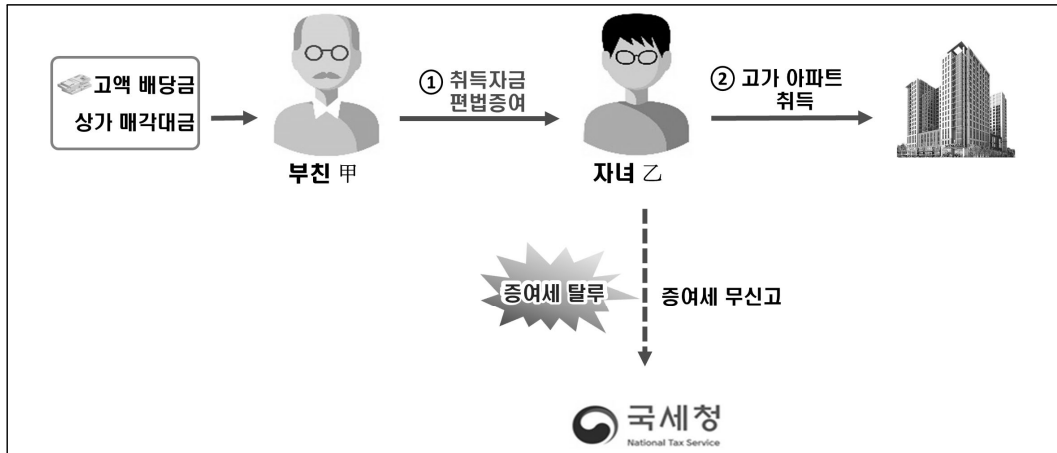 고액 배당금
상가 매각대금
부친 甲
① 취득자금
편법증여
자녀 乙
② 고가 아파트
취득
증여세 탈루
증여세 무신고
국세청
National Tax Service